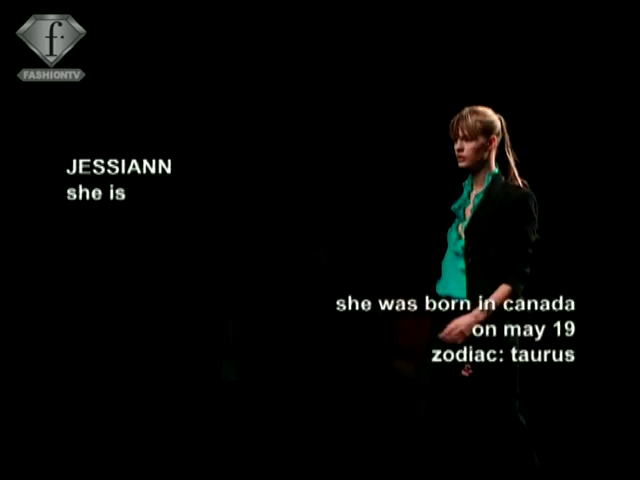 f
FASHIONTV
JESSIANN
she is
she was born in canada
on may 19
zodiac: taurus